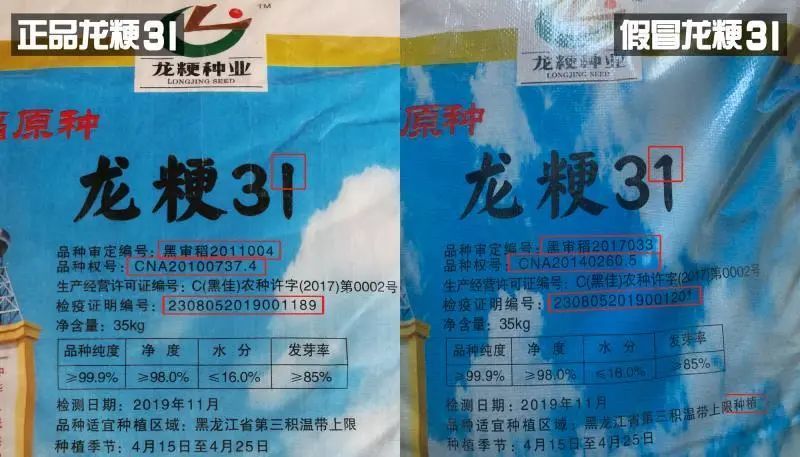 正品龙粳31
TM
龙粳种业
LONGJING SEED
原种
龙粳31
品种审定编号：黑审稻2011004
品种权号：CNA20100737.4
生产经营许可证编号：C(黑佳)农种许字(2017)第0002号
检疫证明编号：2308052019001189
净含量：35kg
品种纯度 净度 水分 发芽率
≥99.9% ≥98.0% ≤16.0% ≥85%
检测日期：2019年11月
品种适宜种植区域：黑龙江省第三积温带上限
种植季节：4月15日至4月25日
假冒龙粳31
龙粳种业
LONGJING SEED
原种
龙粳31
品种审定编号：黑审稻2017033
品种权号：CNA20140260.5
生产经营许可证编号：C(黑佳)农种许字(2017)第0002号
检疫证明编号：2308052019001201
净含量：35kg
品种纯度 净度 水分 发芽率
≥99.9% ≥98.0% ≤16.0% ≥85%
检测日期：2019年11月
品种适宜种植区域：黑龙江省第三积温带上限种植
种植季节：4月15日至4月25日